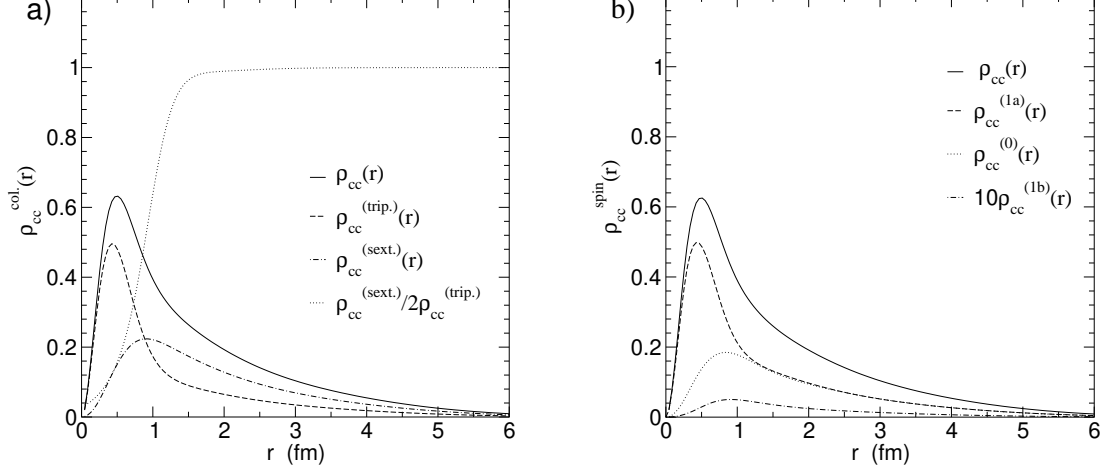 a)
1
0.8
0.6
0.4
0.2
0
ρcc^col.(r)
ρcc(r)
ρcc^(trip.)(r)
ρcc^(sext.)(r)
ρcc^(sext.)/2ρcc^(trip.)
0 1 2 3 4 5 6
r (fm)
b)
1
0.8
0.6
0.4
0.2
0
ρcc^spin(r)
ρcc(r)
ρcc^(1a)(r)
ρcc^(0)(r)
10ρcc^(1b)(r)
0 1 2 3 4 5 6
r (fm)